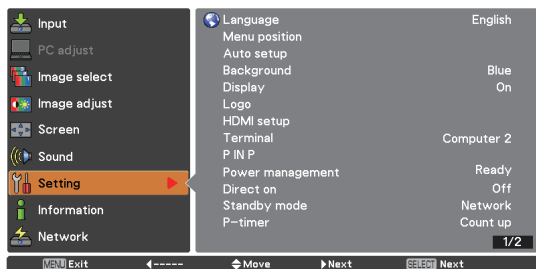 Input
PC adjust
Image select
Image adjust
Screen
Sound
Setting
Information
Network
Language English
Menu position
Auto setup
Background Blue
Display On
Logo
HDMI setup
Terminal Computer 2
P IN P
Power management Ready
Direct on Off
Standby mode Network
P-timer Count up
1/2
MENU Exit ◀----- Move ▶Next SELECT Next